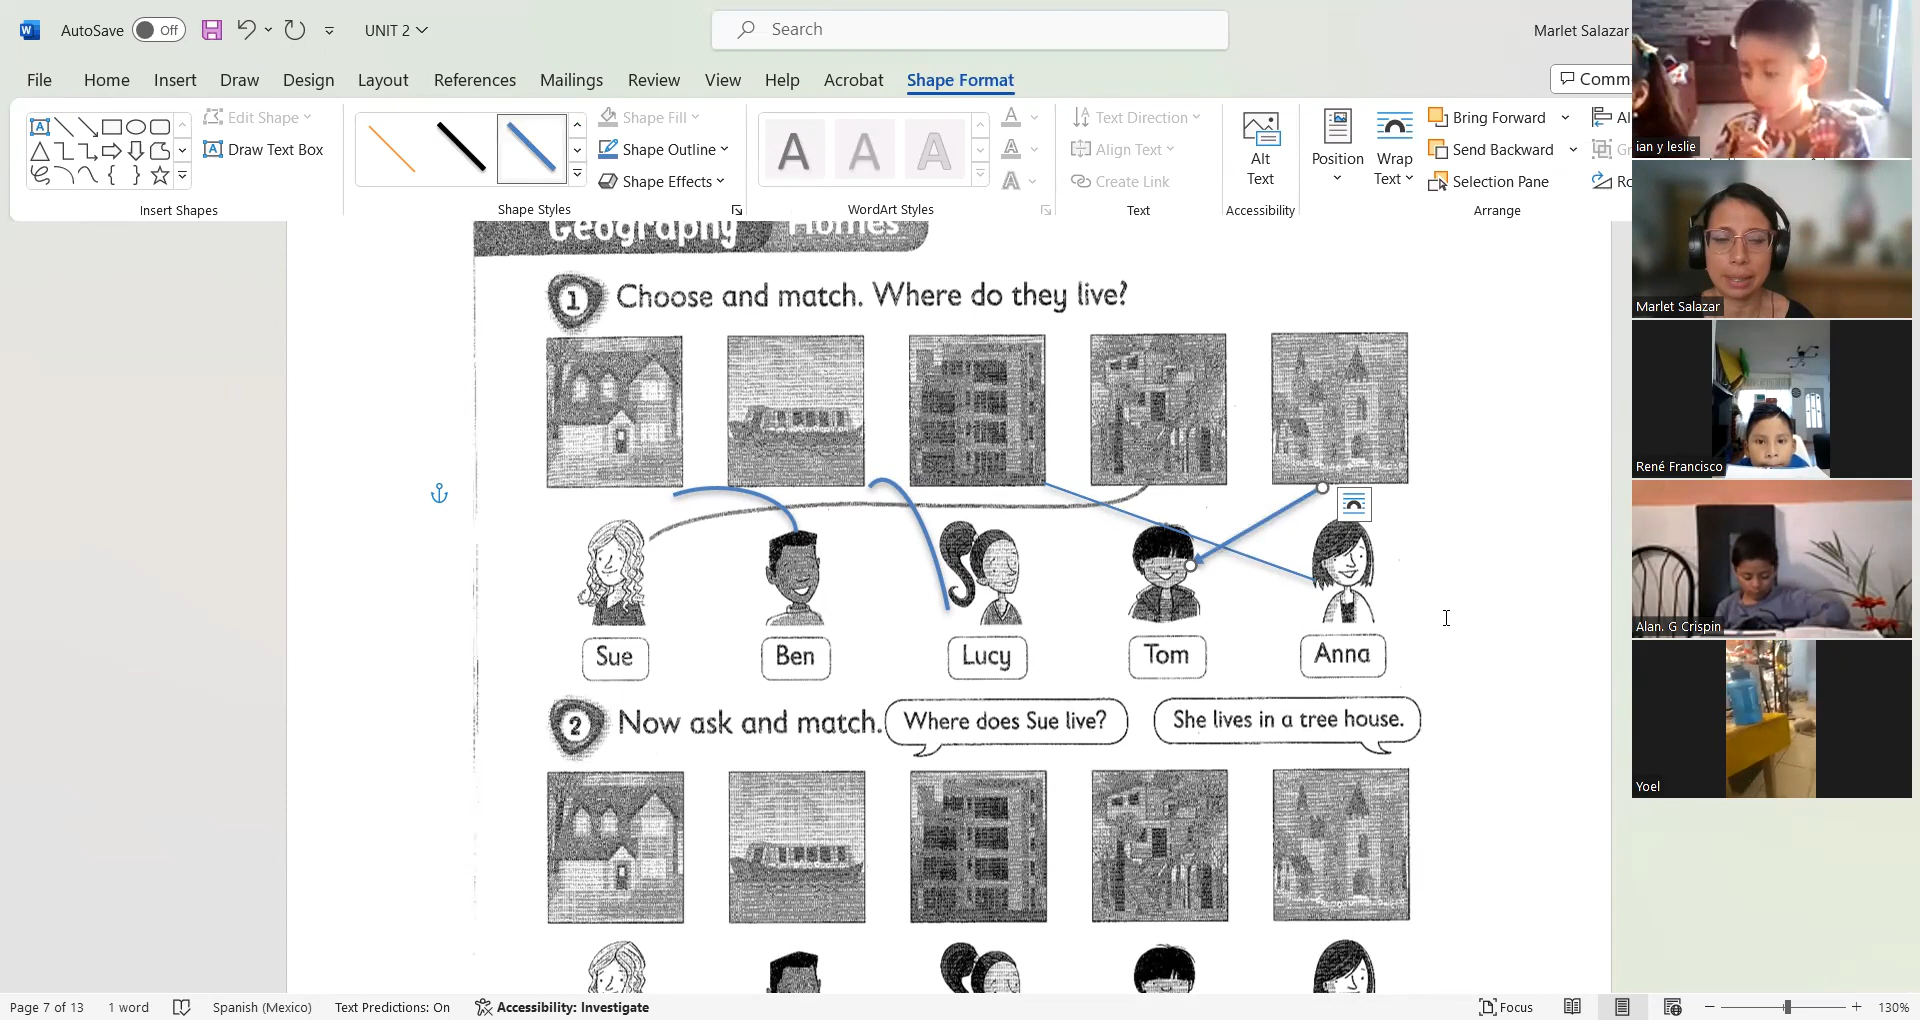 AutoSave Off UNIT 2 Search Marlet Salazar
File Home Insert Draw Design Layout References Mailings Review View Help Acrobat Shape Format
Edit Shape
Draw Text Box
Insert Shapes
Shape Fill
Shape Outline
Shape Effects
Shape Styles
WordArt Styles
Text Direction
Align Text
Create Link
Text
Alt Text
Accessibility
Position
Wrap Text
Bring Forward
Send Backward
Selection Pane
Arrange
Geography Homes
1 Choose and match. Where do they live?
Sue Ben Lucy Tom Anna
2 Now ask and match. Where does Sue live? She lives in a tree house.
ian y leslie
Marlet Salazar
René Francisco
Alan. G Crispin
Yoel
Page 7 of 13 1 word Spanish (Mexico) Text Predictions: On Accessibility: Investigate Focus 130%